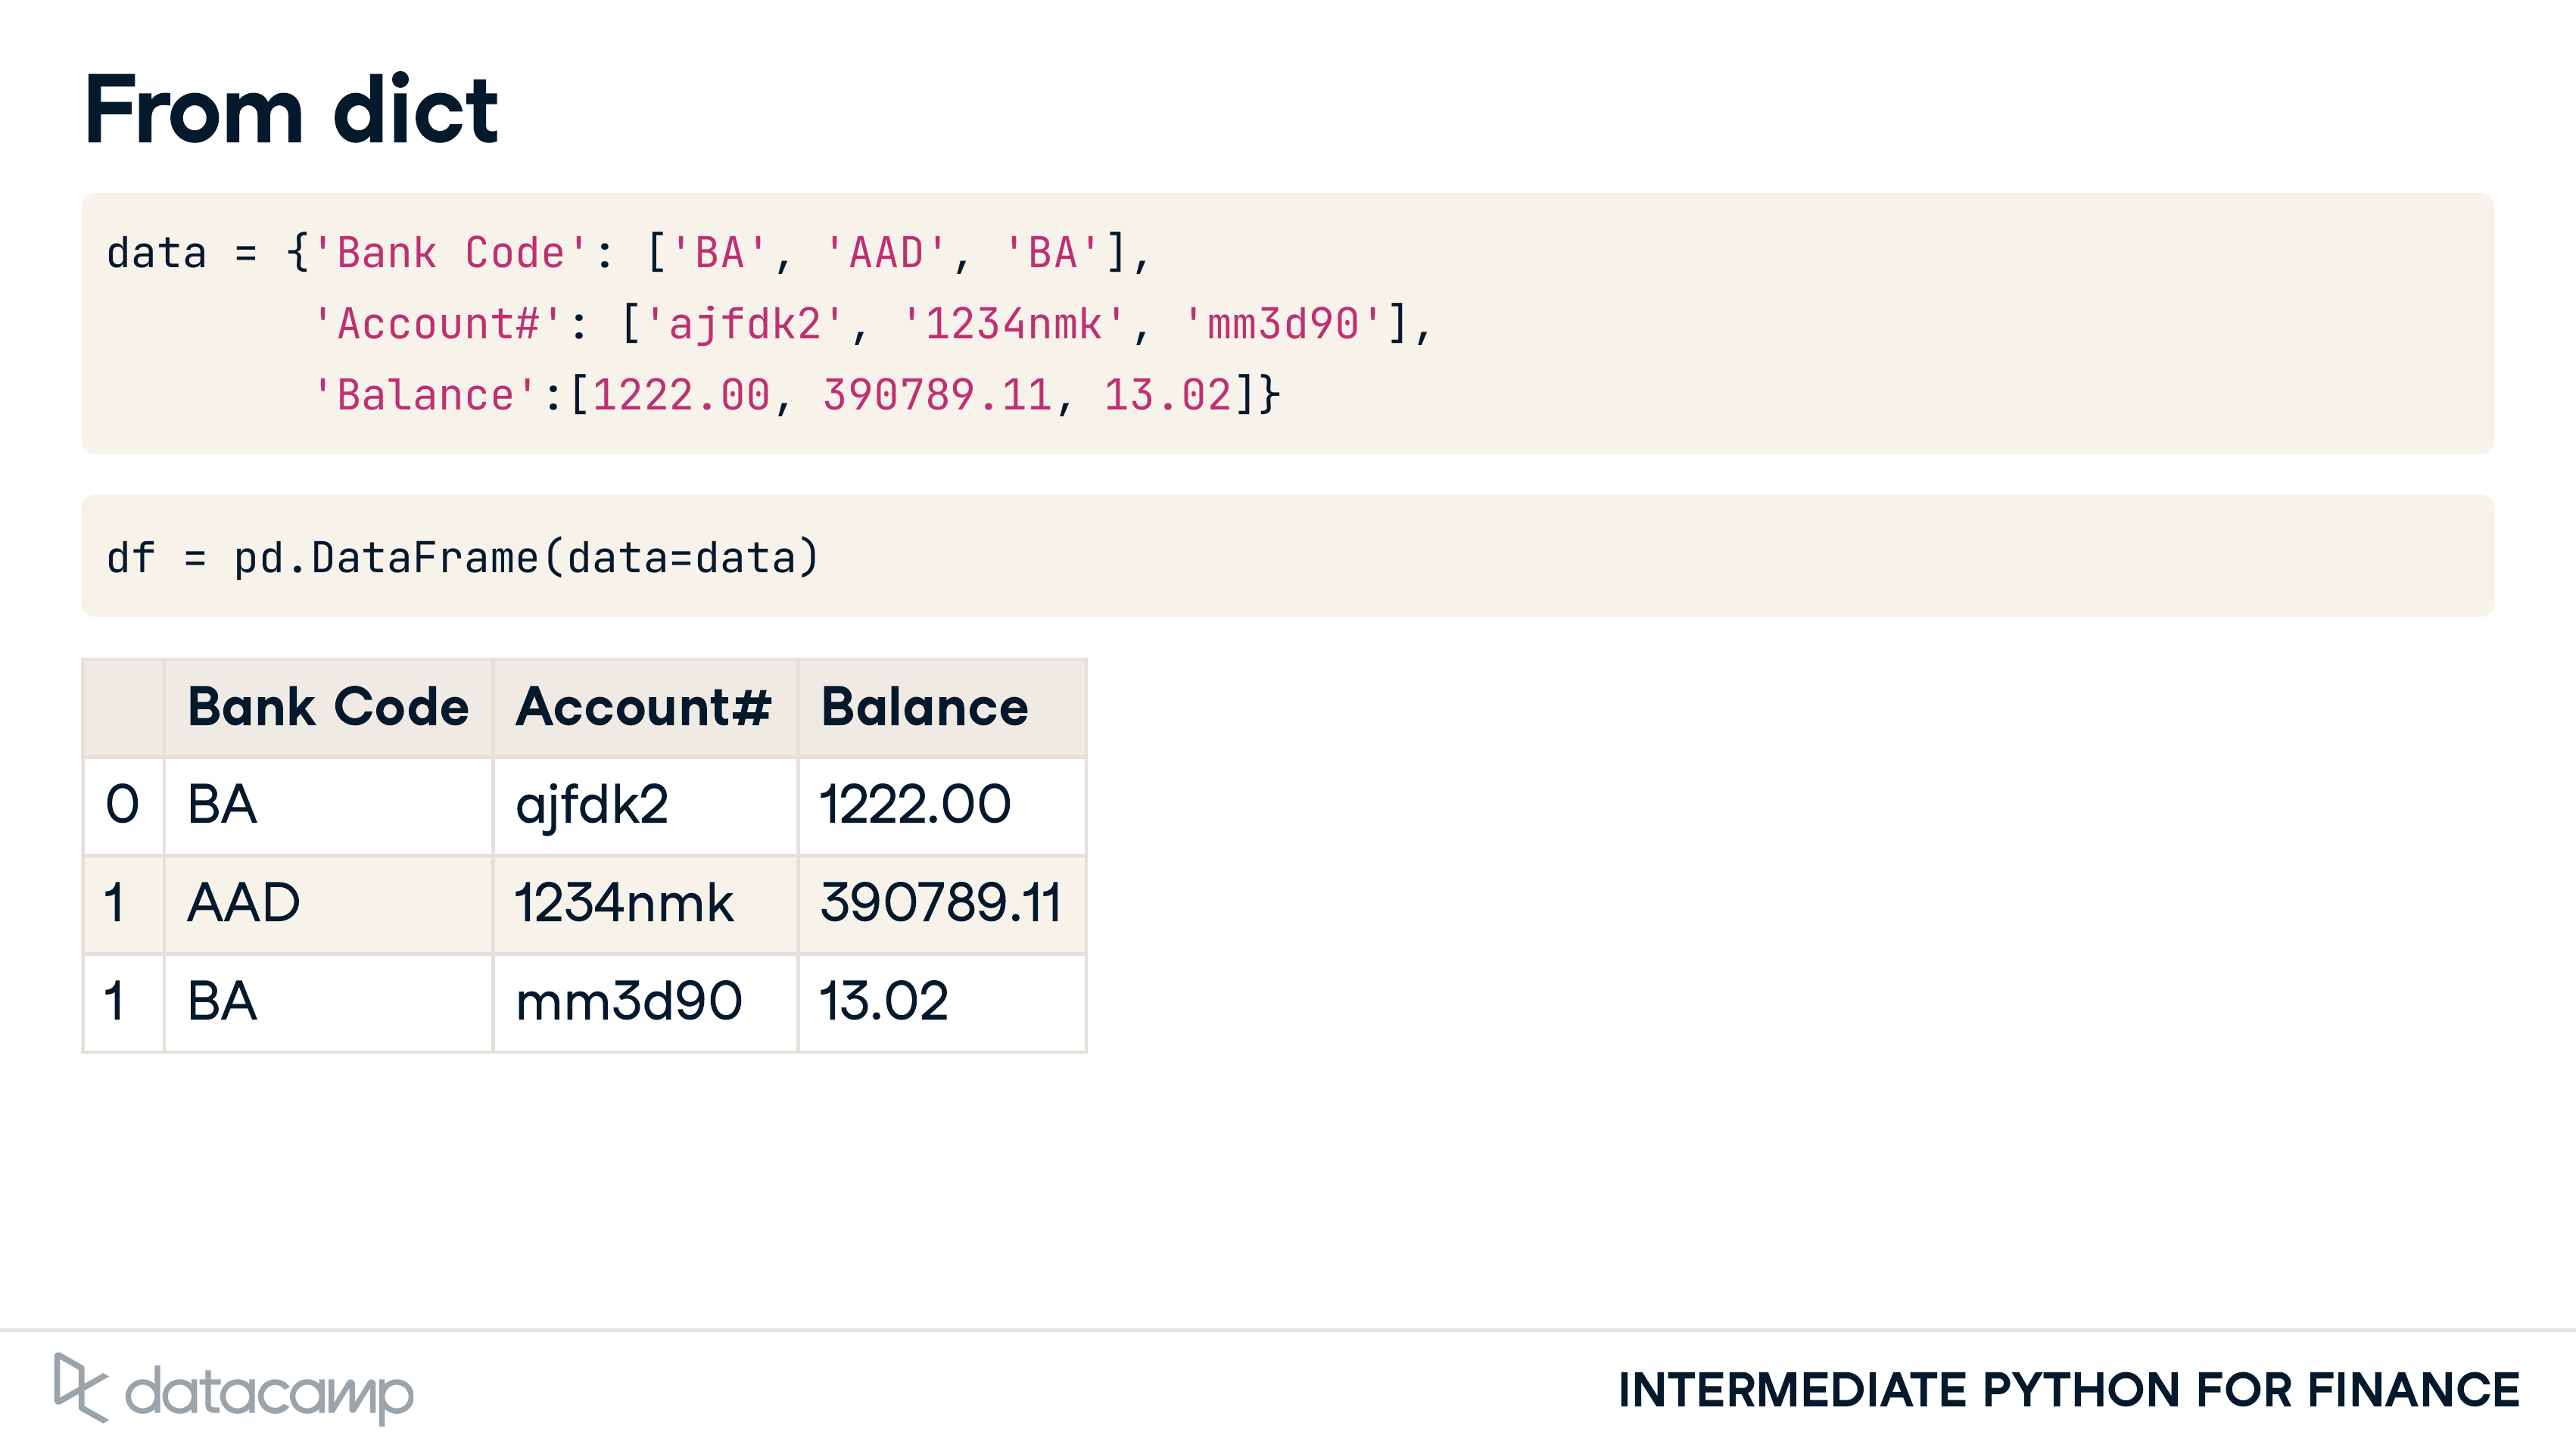 From dict
data = {'Bank Code': ['BA', 'AAD', 'BA'],
'Account#': ['ajfdk2', '1234nmk', 'mm3d90'],
'Balance':[1222.00, 390789.11, 13.02]}
df = pd.DataFrame(data=data)
Bank Code Account# Balance
0 BA ajfdk2 1222.00
1 AAD 1234nmk 390789.11
1 BA mm3d90 13.02
datacamp INTERMEDIATE PYTHON FOR FINANCE